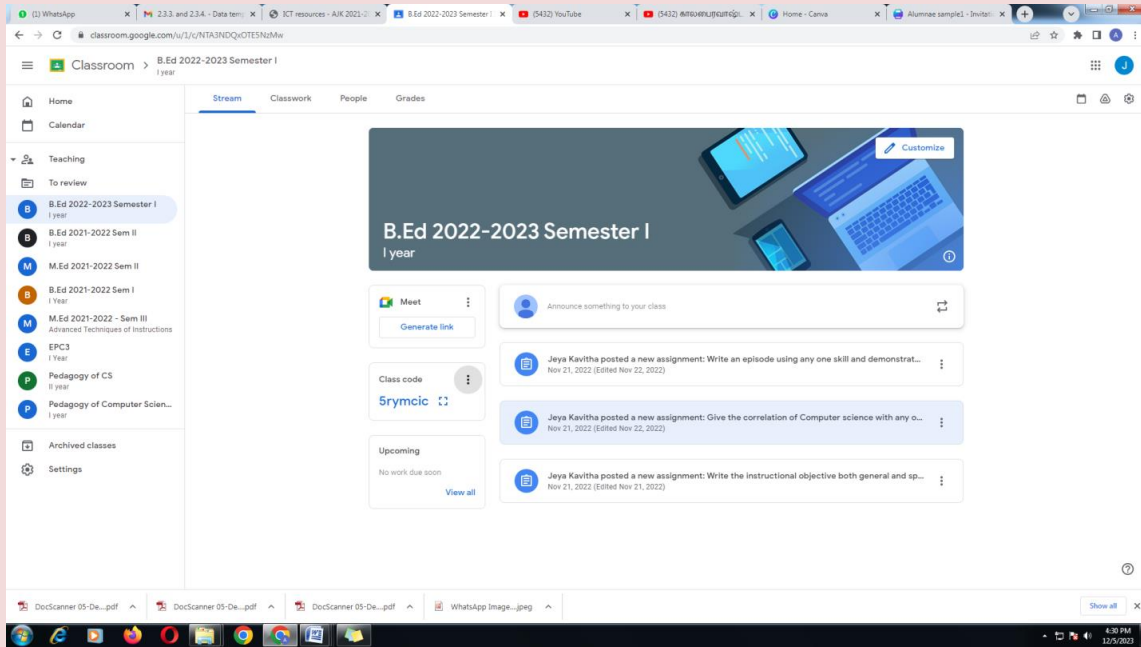 (1) WhatsApp
2.3.3. and 2.3.4. - Data temp
ICT resources - AJK 2021-2
B.Ed 2022-2023 Semester I
(5432) YouTube
(5432)
Home - Canva
Alumnae sample1 - Invitati
classroom.google.com/u/1/c/NTA3NDQxOTE5NzMw
A
Classroom > B.Ed 2022-2023 Semester I
I year
J
Home
Calendar
Teaching
To review
B B.Ed 2022-2023 Semester I
I year
B B.Ed 2021-2022 Sem II
I year
M M.Ed 2021-2022 Sem II
B B.Ed 2021-2022 Sem I
I Year
M M.Ed 2021-2022 - Sem III
Advanced Techniques of Instructions
E EPC3
I Year
P Pedagogy of CS
II year
P Pedagogy of Computer Scien...
I year
Archived classes
Settings
Stream Classwork People Grades
Customize
B.Ed 2022-2023 Semester I
I year
Meet
Generate link
Class code
5rymcic
Upcoming
No work due soon
View all
Announce something to your class
Jeya Kavitha posted a new assignment: Write an episode using any one skill and demonstrat...
Nov 21, 2022 (Edited Nov 22, 2022)
Jeya Kavitha posted a new assignment: Give the correlation of Computer science with any o...
Nov 21, 2022 (Edited Nov 22, 2022)
Jeya Kavitha posted a new assignment: Write the instructional objective both general and sp...
Nov 21, 2022 (Edited Nov 21, 2022)
DocScanner 05-De....pdf
DocScanner 05-De....pdf
DocScanner 05-De....pdf
WhatsApp Image....jpeg
Show all
4:30 PM
12/5/2023